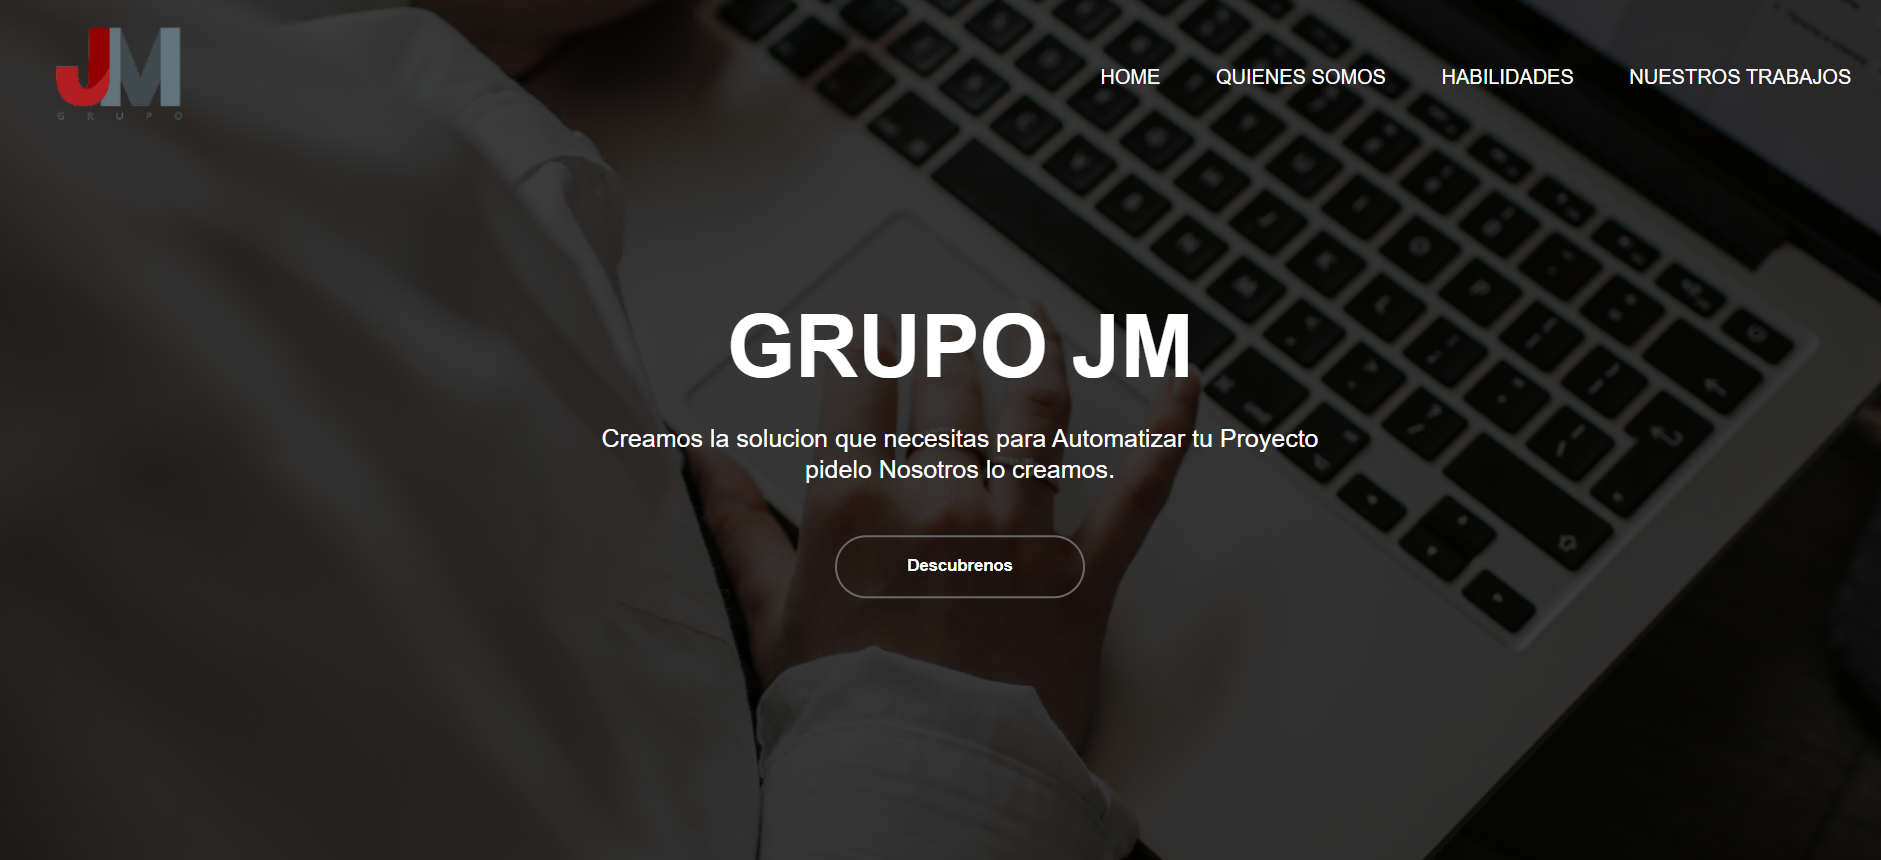 JM
GRUPO
HOME QUIENES SOMOS HABILIDADES NUESTROS TRABAJOS
GRUPO JM
Creamos la solucion que necesitas para Automatizar tu Proyecto
pidelo Nosotros lo creamos.
Descubrenos